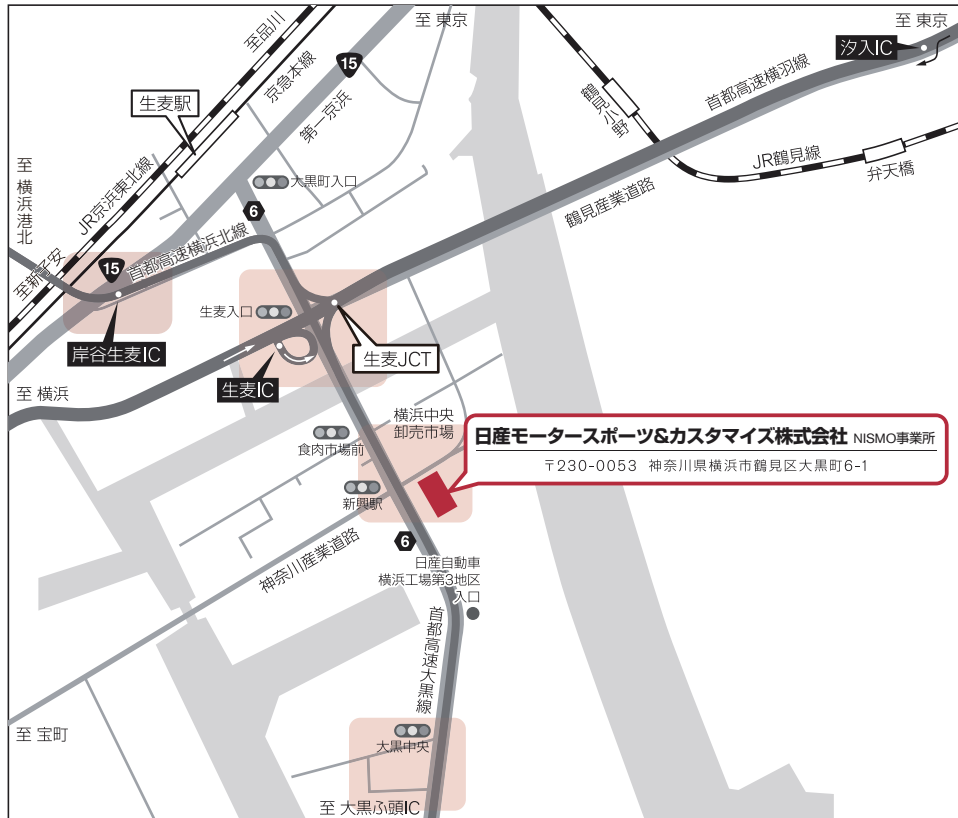 至 東京
至 東京
汐入IC
至品川
京急本線
15
第一京浜
首都高速横羽線
生麦駅
鶴見小野
JR鶴見線
弁天橋
至 横浜港北
JR京浜東北線
大黒町入口
6
鶴見産業道路
至新子安
15
首都高速横浜北線
生麦入口
岸谷生麦IC
生麦JCT
生麦IC
至 横浜
横浜中央
卸売市場
食肉市場前
日産モータースポーツ&カスタマイズ株式会社 NISMO事業所
〒230-0053 神奈川県横浜市鶴見区大黒町6-1
新興駅
神奈川産業道路
6
日産自動車
横浜工場第3地区
入口
首都高速大黒線
至 宝町
大黒中央
至 大黒ふ頭IC